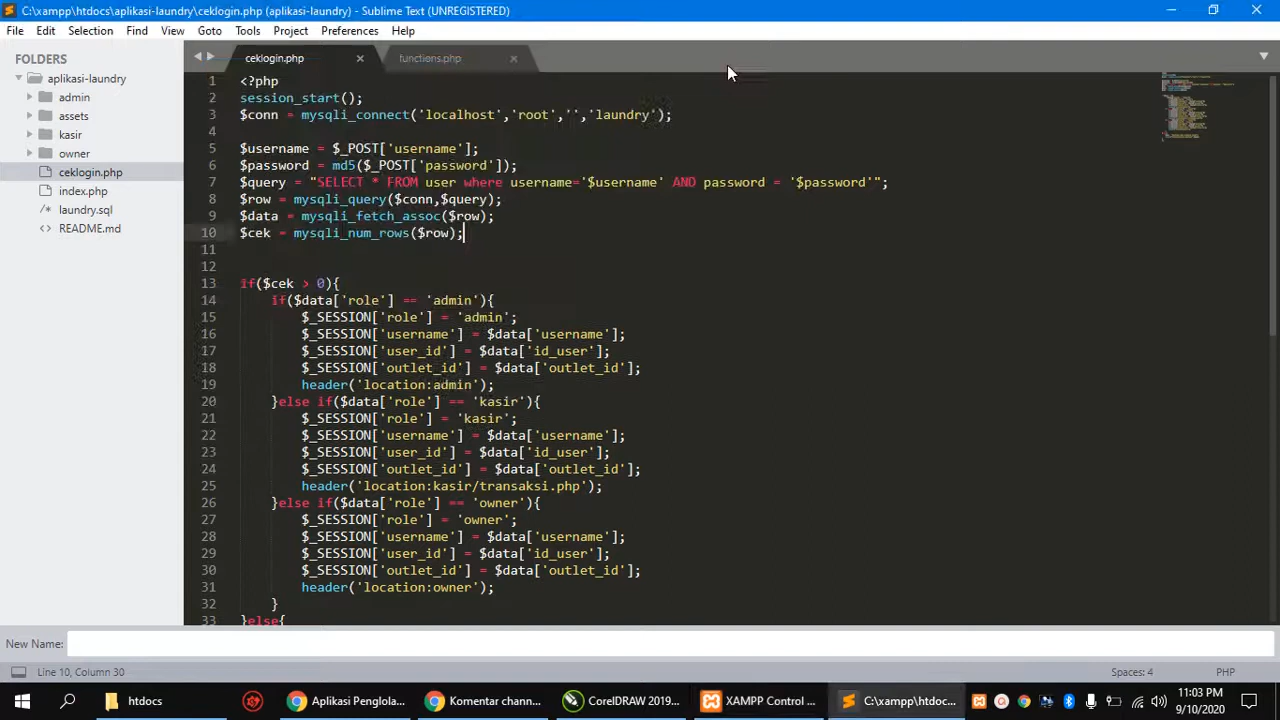 C:\xampp\htdocs\aplikasi-laundry\ceklogin.php (aplikasi-laundry) - Sublime Text (UNREGISTERED)
File Edit Selection Find View Goto Tools Project Preferences Help
FOLDERS
aplikasi-laundry
admin
assets
kasir
owner
ceklogin.php
index.php
laundry.sql
README.md
ceklogin.php functions.php
1 <?php
2 session_start();
3 $conn = mysqli_connect('localhost','root','','laundry');
4
5 $username = $_POST['username'];
6 $password = md5($_POST['password']);
7 $query = "SELECT * FROM user where username='$username' AND password = '$password'";
8 $row = mysqli_query($conn,$query);
9 $data = mysqli_fetch_assoc($row);
10 $cek = mysqli_num_rows($row);
11
12
13 if($cek > 0){
14 if($data['role'] == 'admin'){
15 $_SESSION['role'] = 'admin';
16 $_SESSION['username'] = $data['username'];
17 $_SESSION['user_id'] = $data['id_user'];
18 $_SESSION['outlet_id'] = $data['outlet_id'];
19 header('location:admin');
20 }else if($data['role'] == 'kasir'){
21 $_SESSION['role'] = 'kasir';
22 $_SESSION['username'] = $data['username'];
23 $_SESSION['user_id'] = $data['id_user'];
24 $_SESSION['outlet_id'] = $data['outlet_id'];
25 header('location:kasir/transaksi.php');
26 }else if($data['role'] == 'owner'){
27 $_SESSION['role'] = 'owner';
28 $_SESSION['username'] = $data['username'];
29 $_SESSION['user_id'] = $data['id_user'];
30 $_SESSION['outlet_id'] = $data['outlet_id'];
31 header('location:owner');
32 }
33 }else{
New Name:
Line 10, Column 30 Spaces: 4 PHP
htdocs Aplikasi Penglola... Komentar chann... CorelDRAW 2019... XAMPP Control ... C:\xampp\htdoc... 11:03 PM
9/10/2020